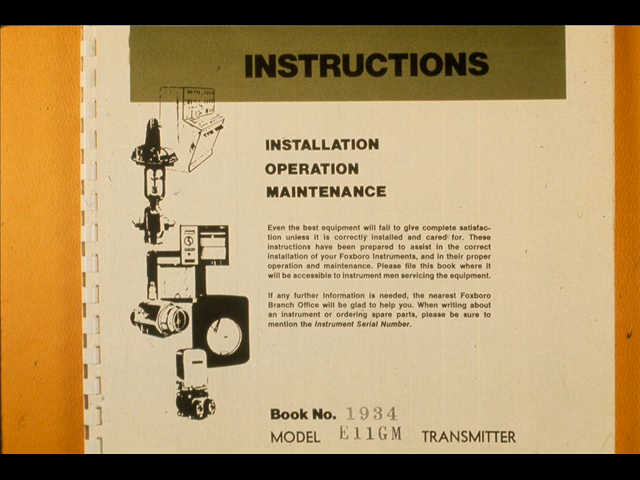 INSTRUCTIONS
INSTALLATION
OPERATION
MAINTENANCE
Even the best equipment will fail to give complete satisfac-
tion unless it is correctly installed and cared for. These
instructions have been prepared to assist in the correct
installation of your Foxboro Instruments, and in their proper
operation and maintenance. Please file this book where it
will be accessible to instrument men servicing the equipment.
If any further information is needed, the nearest Foxboro
Branch Office will be glad to help you. When writing about
an instrument or ordering spare parts, please be sure to
mention the Instrument Serial Number.
Book No. 1934
MODEL E11GM TRANSMITTER